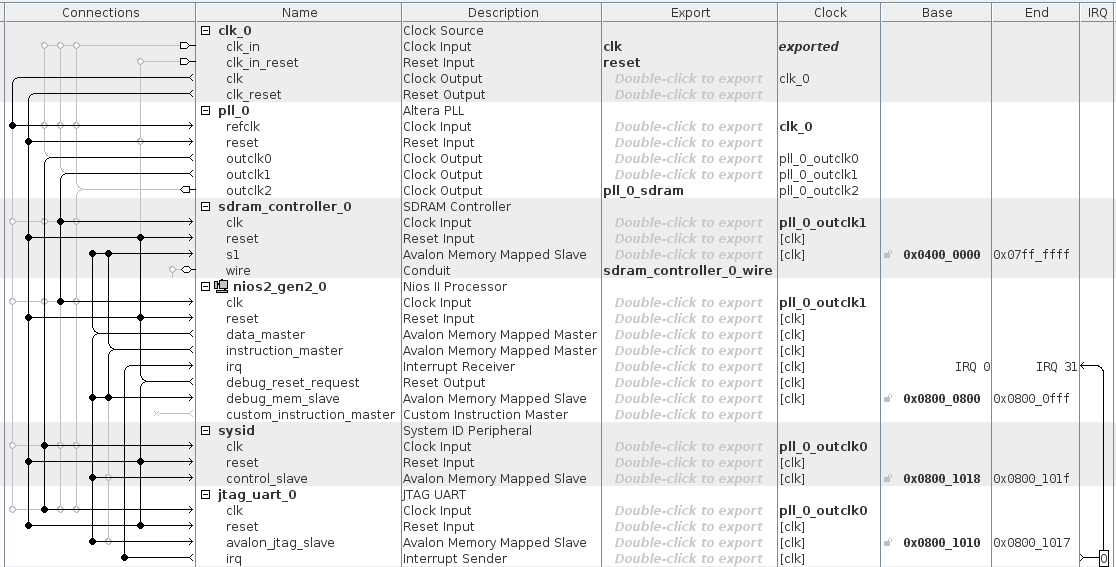 Connections Name Description Export Clock Base End IRQ
clk_0 Clock Source
clk_in Clock Input clk exported
clk_in_reset Reset Input reset
clk Clock Output Double-click to export clk_0
clk_reset Reset Output Double-click to export
pll_0 Altera PLL
refclk Clock Input Double-click to export clk_0
reset Reset Input Double-click to export
outclk0 Clock Output Double-click to export pll_0_outclk0
outclk1 Clock Output Double-click to export pll_0_outclk1
outclk2 Clock Output pll_0_sdram pll_0_outclk2
sdram_controller_0 SDRAM Controller
clk Clock Input Double-click to export pll_0_outclk1
reset Reset Input Double-click to export [clk]
s1 Avalon Memory Mapped Slave Double-click to export [clk] 0x0400_0000 0x07ff_ffff
wire Conduit sdram_controller_0_wire
nios2_gen2_0 Nios II Processor
clk Clock Input Double-click to export pll_0_outclk1
reset Reset Input Double-click to export [clk]
data_master Avalon Memory Mapped Master Double-click to export [clk]
instruction_master Avalon Memory Mapped Master Double-click to export [clk]
irq Interrupt Receiver Double-click to export [clk] IRQ 0 IRQ 31
debug_reset_request Reset Output Double-click to export [clk]
debug_mem_slave Avalon Memory Mapped Slave Double-click to export [clk] 0x0800_0800 0x0800_0fff
custom_instruction_master Custom Instruction Master Double-click to export
sysid System ID Peripheral
clk Clock Input Double-click to export pll_0_outclk0
reset Reset Input Double-click to export [clk]
control_slave Avalon Memory Mapped Slave Double-click to export [clk] 0x0800_1018 0x0800_101f
jtag_uart_0 JTAG UART
clk Clock Input Double-click to export pll_0_outclk0
reset Reset Input Double-click to export [clk]
avalon_jtag_slave Avalon Memory Mapped Slave Double-click to export [clk] 0x0800_1010 0x0800_1017
irq Interrupt Sender Double-click to export [clk] 0